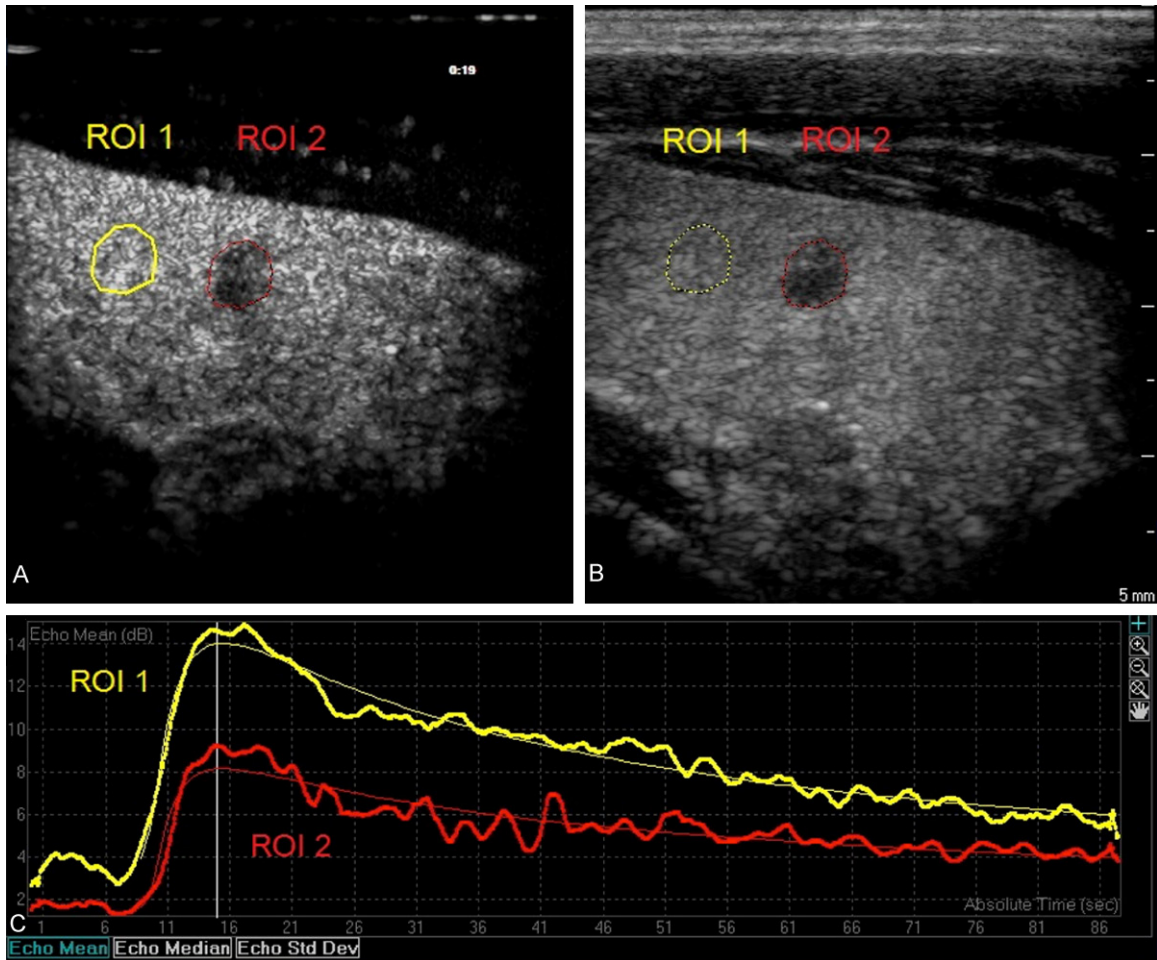 0:19
ROI 1 ROI 2
A
ROI 1 ROI 2
B
5 mm
Echo Mean (dB)
14
12
10
8
6
4
2
ROI 1
ROI 2
Absolute Time (sec)
C
1 6 11 16 21 26 31 36 41 46 51 56 61 66 71 76 81 86
Echo Mean Echo Median Echo Std Dev